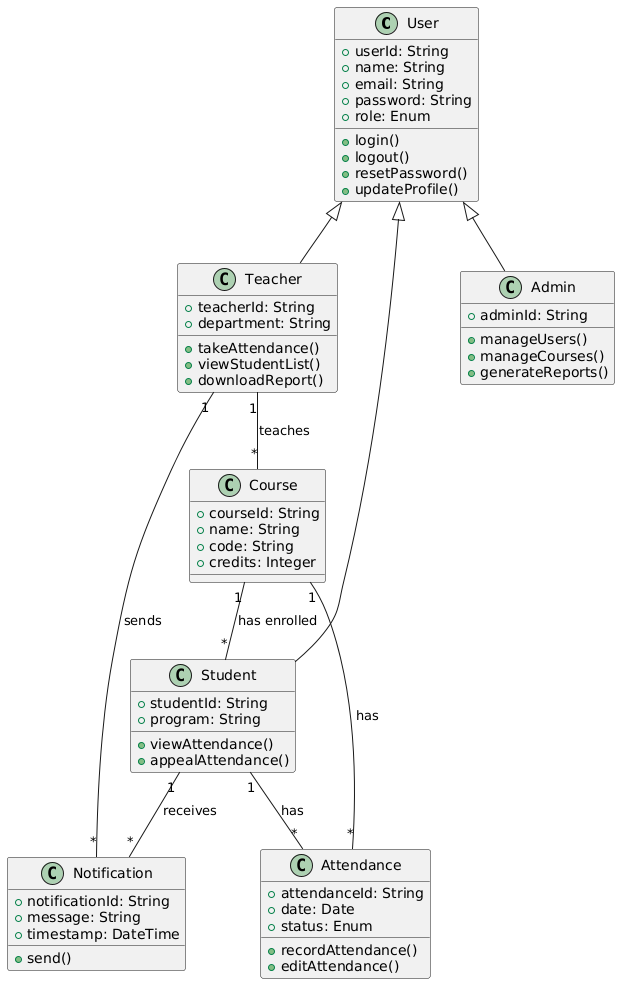 C User
userId: String
name: String
email: String
password: String
role: Enum
login()
logout()
resetPassword()
updateProfile()
C Teacher
teacherId: String
department: String
takeAttendance()
viewStudentList()
downloadReport()
C Admin
adminId: String
manageUsers()
manageCourses()
generateReports()
1
1
teaches
*
C Course
courseId: String
name: String
code: String
credits: Integer
1
1
sends
has enrolled
*
C Student
studentId: String
program: String
viewAttendance()
appealAttendance()
has
1
1
receives
has
*
*
*
*
C Notification
notificationId: String
message: String
timestamp: DateTime
send()
C Attendance
attendanceId: String
date: Date
status: Enum
recordAttendance()
editAttendance()